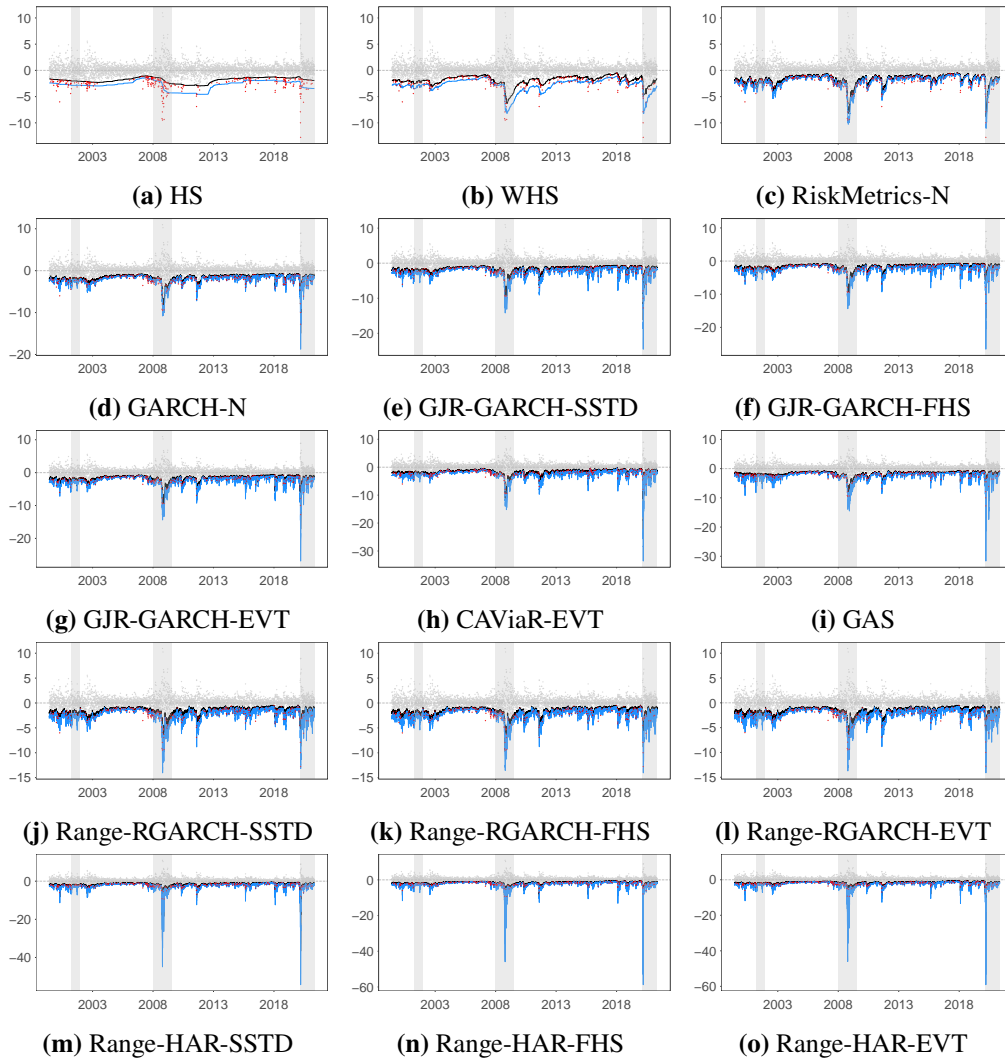 10
5
0
−5
−10
2003 2008 2013 2018
(a) HS
10
5
0
−5
−10
2003 2008 2013 2018
(b) WHS
10
5
0
−5
−10
2003 2008 2013 2018
(c) RiskMetrics-N
10
0
−10
−20
2003 2008 2013 2018
(d) GARCH-N
10
0
−10
−20
2003 2008 2013 2018
(e) GJR-GARCH-SSTD
10
0
−10
−20
2003 2008 2013 2018
(f) GJR-GARCH-FHS
10
0
−10
−20
2003 2008 2013 2018
(g) GJR-GARCH-EVT
10
0
−10
−20
−30
2003 2008 2013 2018
(h) CAViaR-EVT
10
0
−10
−20
−30
2003 2008 2013 2018
(i) GAS
10
5
0
−5
−10
−15
2003 2008 2013 2018
(j) Range-RGARCH-SSTD
10
5
0
−5
−10
−15
2003 2008 2013 2018
(k) Range-RGARCH-FHS
10
5
0
−5
−10
−15
2003 2008 2013 2018
(l) Range-RGARCH-EVT
0
−20
−40
2003 2008 2013 2018
(m) Range-HAR-SSTD
0
−20
−40
−60
2003 2008 2013 2018
(n) Range-HAR-FHS
0
−20
−40
−60
2003 2008 2013 2018
(o) Range-HAR-EVT